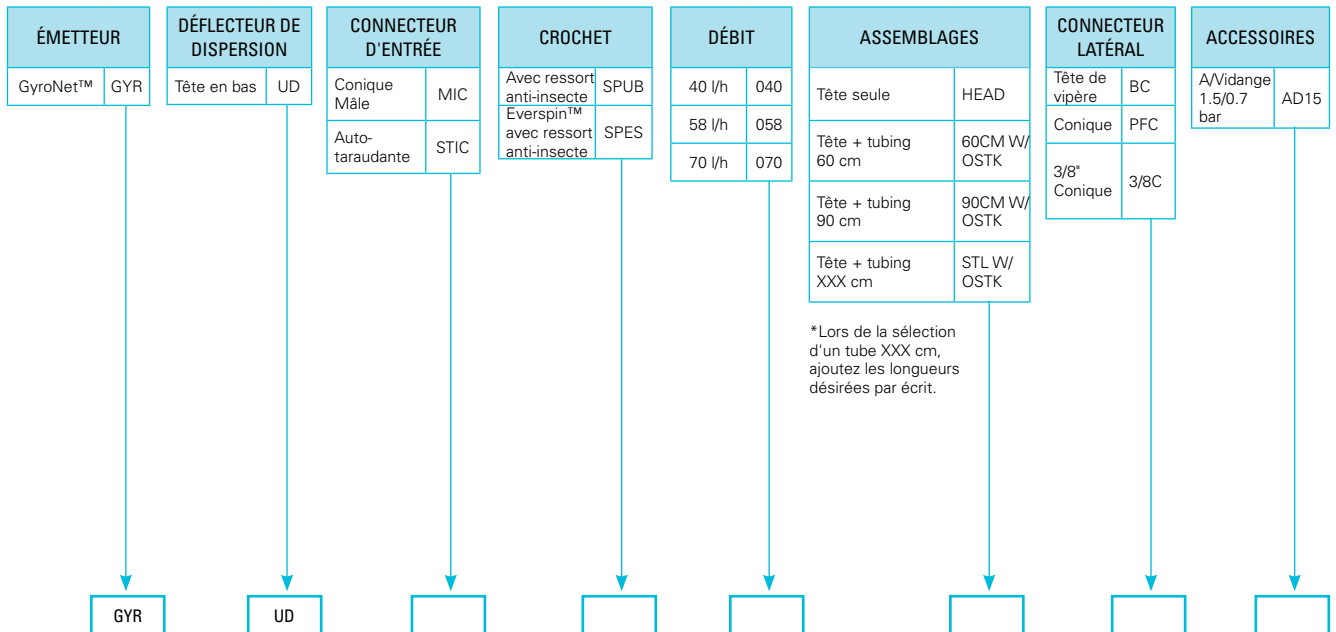 ÉMETTEUR
GyroNet™ GYR
DÉFLECTEUR DE
DISPERSION
Tête en bas UD
CONNECTEUR
D'ENTRÉE
Conique
Mâle
MIC
Auto-
taraudante
STIC
CROCHET
Avec ressort
anti-insecte
SPUB
Everspin™
avec ressort
anti-insecte
SPES
DÉBIT
40 l/h 040
58 l/h 058
70 l/h 070
ASSEMBLAGES
Tête seule HEAD
Tête + tubing
60 cm
60CM W/
OSTK
Tête + tubing
90 cm
90CM W/
OSTK
Tête + tubing
XXX cm
STL W/
OSTK
*Lors de la sélection
d'un tube XXX cm,
ajoutez les longueurs
désirées par écrit.
CONNECTEUR
LATÉRAL
Tête de
vipère
BC
Conique PFC
3/8"
Conique
3/8C
ACCESSOIRES
A/Vidange
1.5/0.7
bar
AD15
GYR
UD